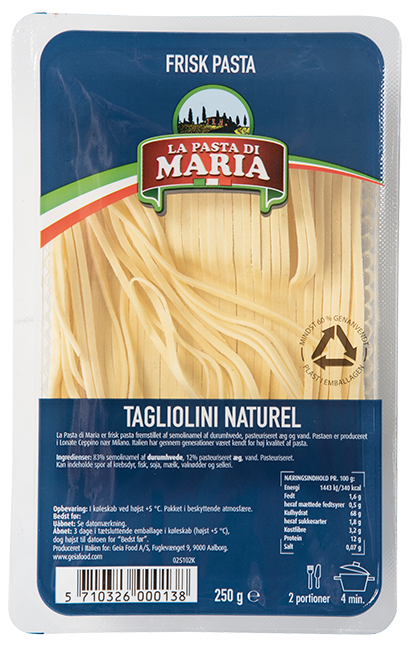 FRISK PASTA
LA PASTA DI
MARIA
MINDST 60 % GENANVENDT
PLAST I EMBALLAGEN
TAGLIOLINI NATUREL
La Pasta di Maria er frisk pasta fremstillet af semolinamel af durumhvede, pasteuriseret æg og vand. Pastaen er produceret
i Lonate Ceppino nær Milano. Italien har gennem generationer været kendt for høj kvalitet af pasta.
Ingredienser: 83% semolinamel af durumhvede, 12% pasteuriseret æg, vand. Pasteuriseret.
Kan indeholde spor af krebsdyr, fisk, soja, mælk, valnødder og selleri.
NÆRINGSINDHOLD PR. 100 g:
Energi 1443 kj/340 kcal
Fedt 1,6 g
heraf mættede fedtsyrer 0,5 g
Kulhydrat 68 g
heraf sukkerarter 1,8 g
Kostfibre 3,2 g
Protein 12 g
Salt 0,07 g
Opbevaring: i køleskab ved højst +5 °C. Pakket i beskyttende atmosfære.
Bedst før:
Uåbnet: Se datomærkning.
Åbnet: 3 dage i tætsluttende emballage i køleskab (højst +5 °C),
dog højst til datoen for "Bedst før".
Produceret i Italien for: Geia Food A/S, Fuglevænget 9, 9000 Aalborg.
www.geiafood.com
02S102K
5 710326 000138
250 g e
2 portioner
4 min.